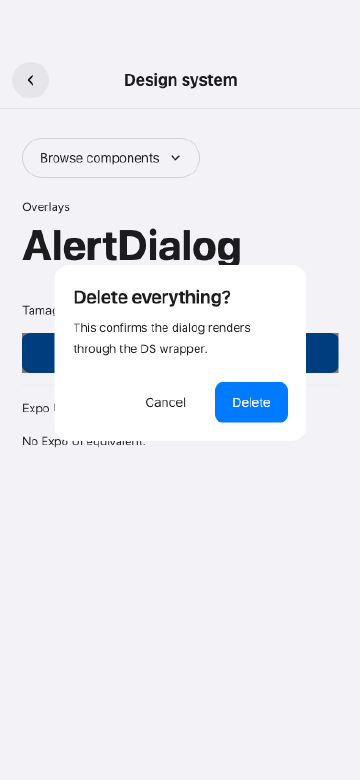 Design system
Browse components
Overlays
AlertDialog
Delete everything?
This confirms the dialog renders
through the DS wrapper.
Cancel
Delete
Expo
No Expo UI equivalent.